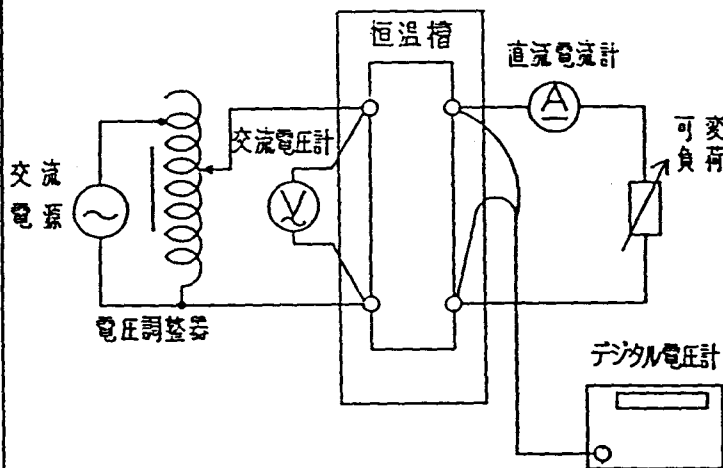 恒温槽
直流電流計
A
可変
負荷
交流電圧計
V
交流
電源
電圧調整器
デジタル電圧計